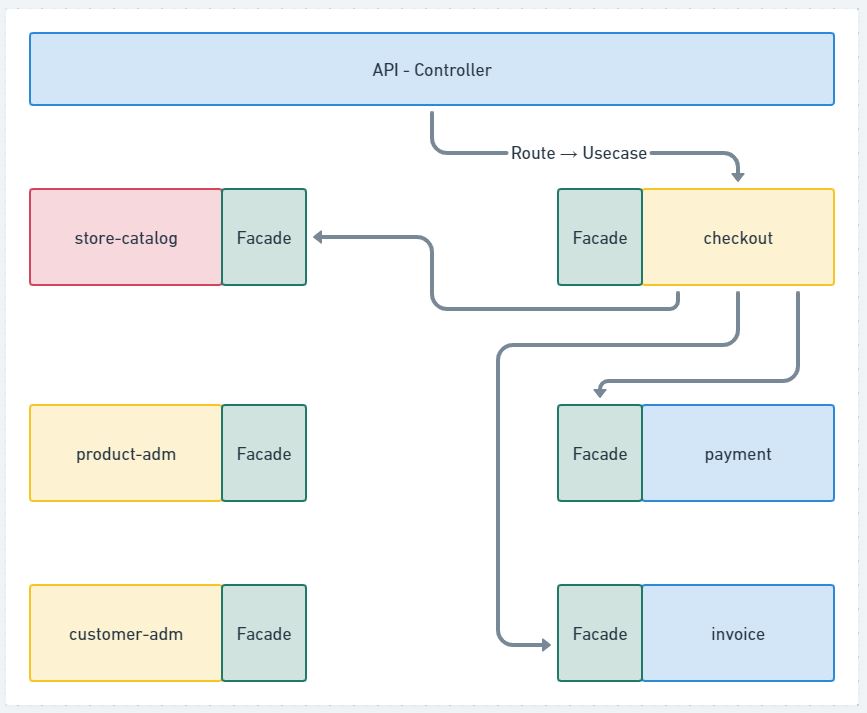 API - Controller
Route → Usecase
store-catalog
Facade
Facade
checkout
product-adm
Facade
Facade
payment
customer-adm
Facade
Facade
invoice